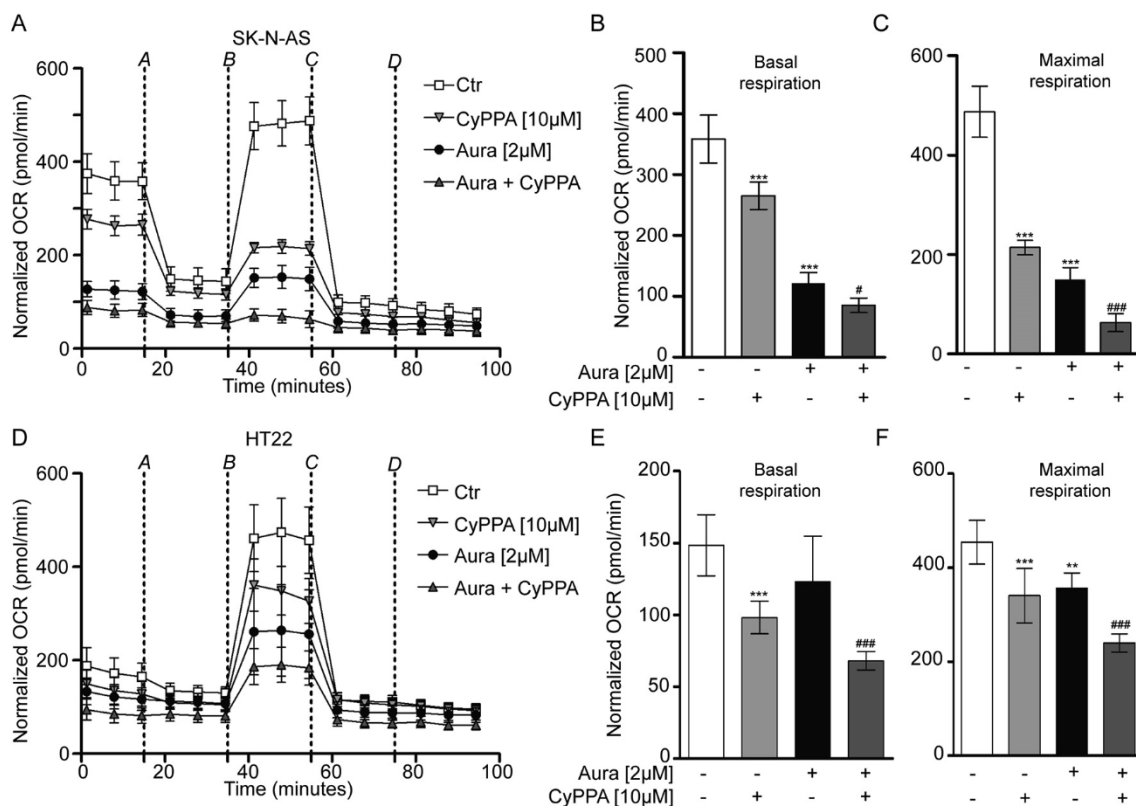 A
SK-N-AS
A
B
C
D
Normalized OCR (pmol/min)
600
400
200
0
0
20
40
60
80
100
Time (minutes)
Ctr
CyPPA [10μM]
Aura [2μM]
Aura + CyPPA
B
Basal
respiration
Normalized OCR (pmol/min)
500
400
300
200
100
0
***
***
#
Aura [2μM]
- - + +
CyPPA [10μM]
- + - +
C
Maximal
respiration
600
400
200
0
***
***
###
- - + +
- + - +
D
HT22
A
B
C
D
Normalized OCR (pmol/min)
600
400
200
0
0
20
40
60
80
100
Time (minutes)
Ctr
CyPPA [10μM]
Aura [2μM]
Aura + CyPPA
E
Basal
respiration
Normalized OCR (pmol/min)
200
150
100
50
0
***
###
Aura [2μM]
- - + +
CyPPA [10μM]
- + - +
F
Maximal
respiration
600
400
200
0
***
**
###
- - + +
- + - +